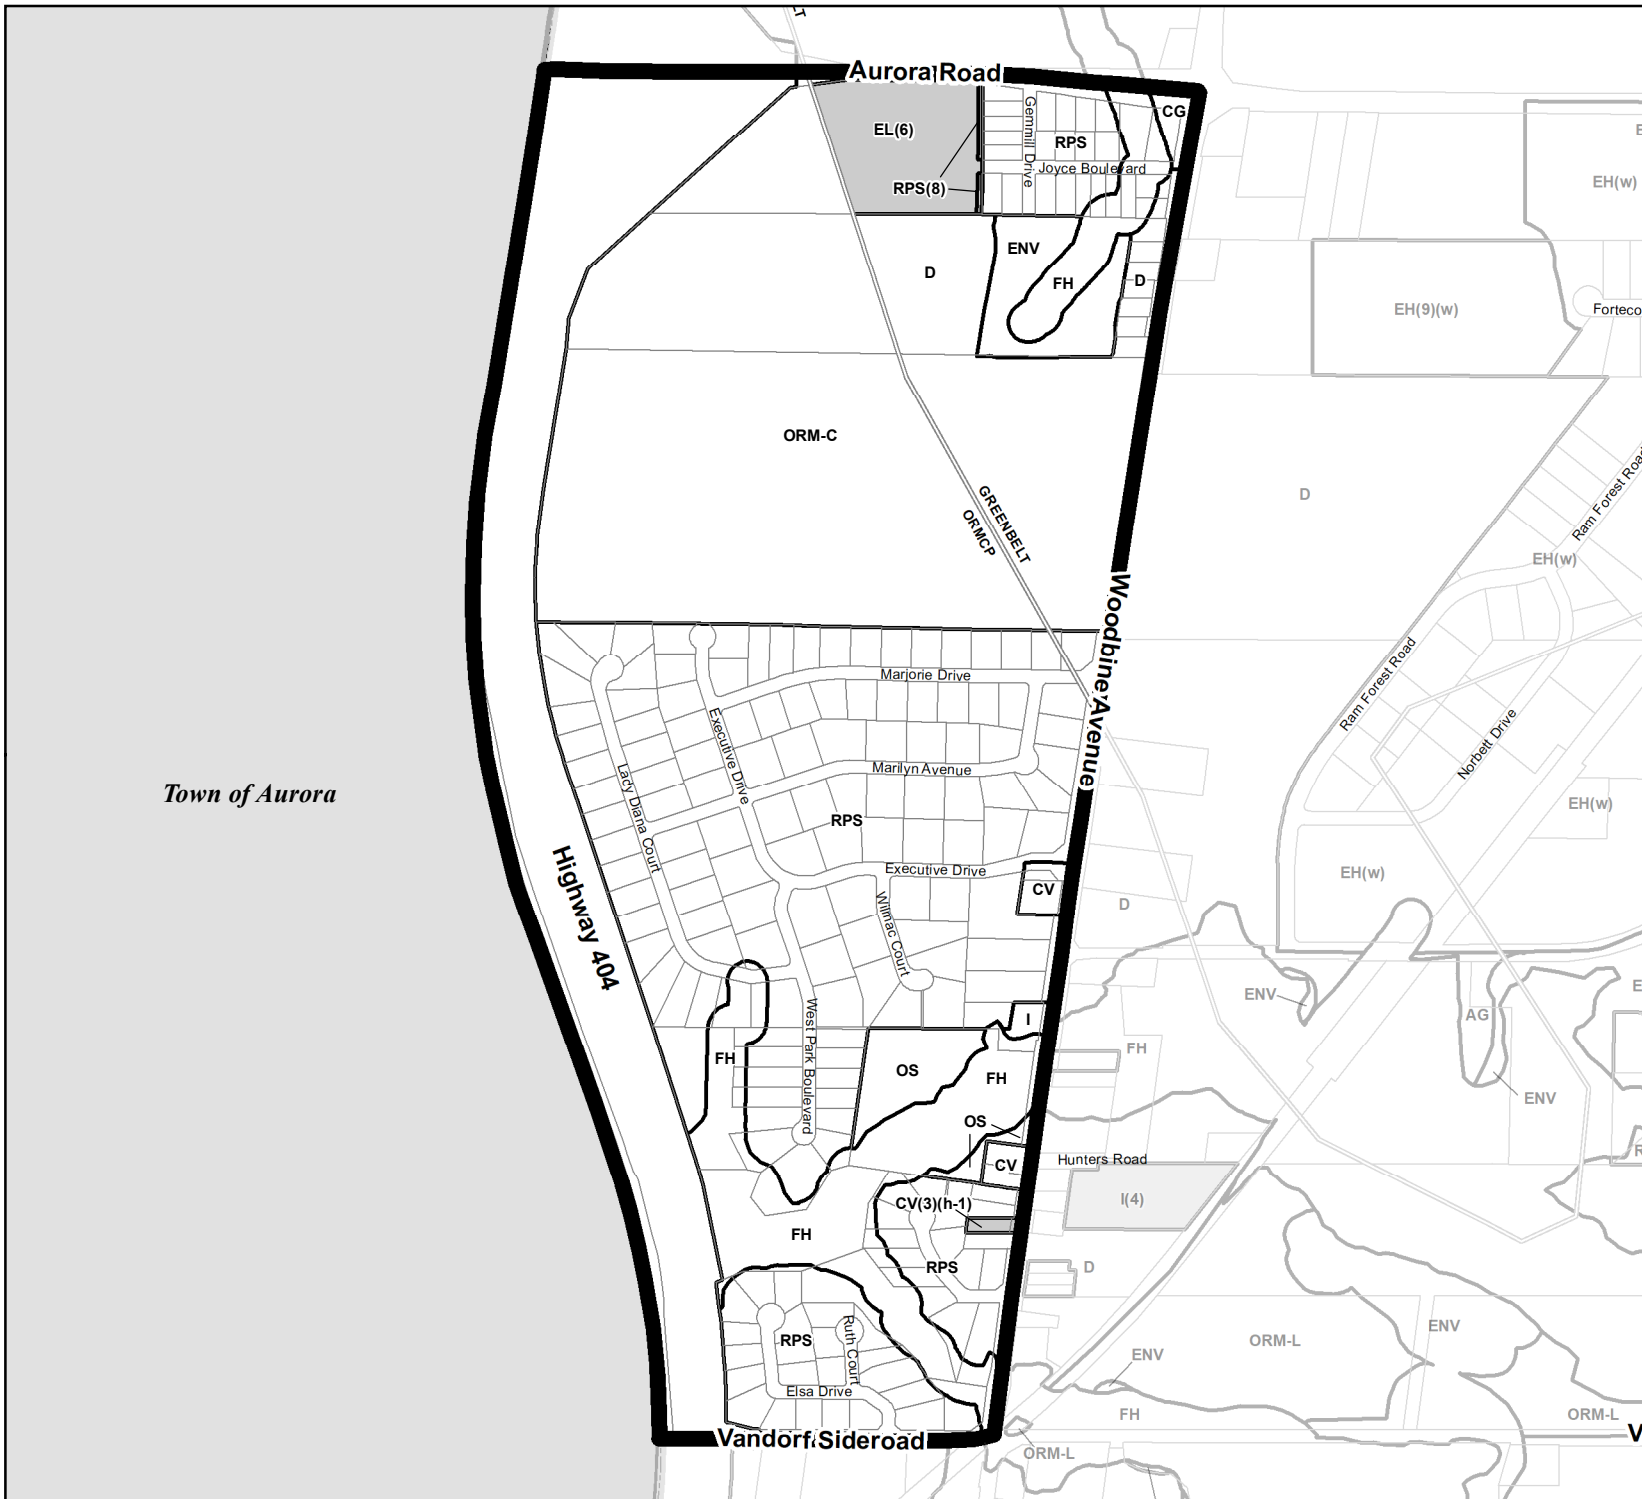 LT
Aurora Road
CG
EL(6)
Gemmill Drive
RPS
Joyce Boulevard
RPS(8)
E
EH(w)
ENV
D
FH
D
EH(9)(w)
Forteco
ORM-C
GREENBELT
ORMCP
D
Ram Forest Road
EH(w)
Woodbine Avenue
Ram Forest Road
Marjorie Drive
Executive Drive
Norbett Drive
Marilyn Avenue
Lady Diana Court
Town of Aurora
RPS
EH(w)
Highway 404
Executive Drive
CV
EH(w)
D
Wilmac Court
ENV
E
West Park Boulevard
I
AG
FH
OS
FH
FH
ENV
OS
CV
Hunters Road
R
CV(3)(h-1)
I(4)
FH
RPS
D
RPS
Ruth Court
ENV
ORM-L
ENV
Elsa Drive
FH
ORM-L
Vandorf Sideroad
V
ORM-L